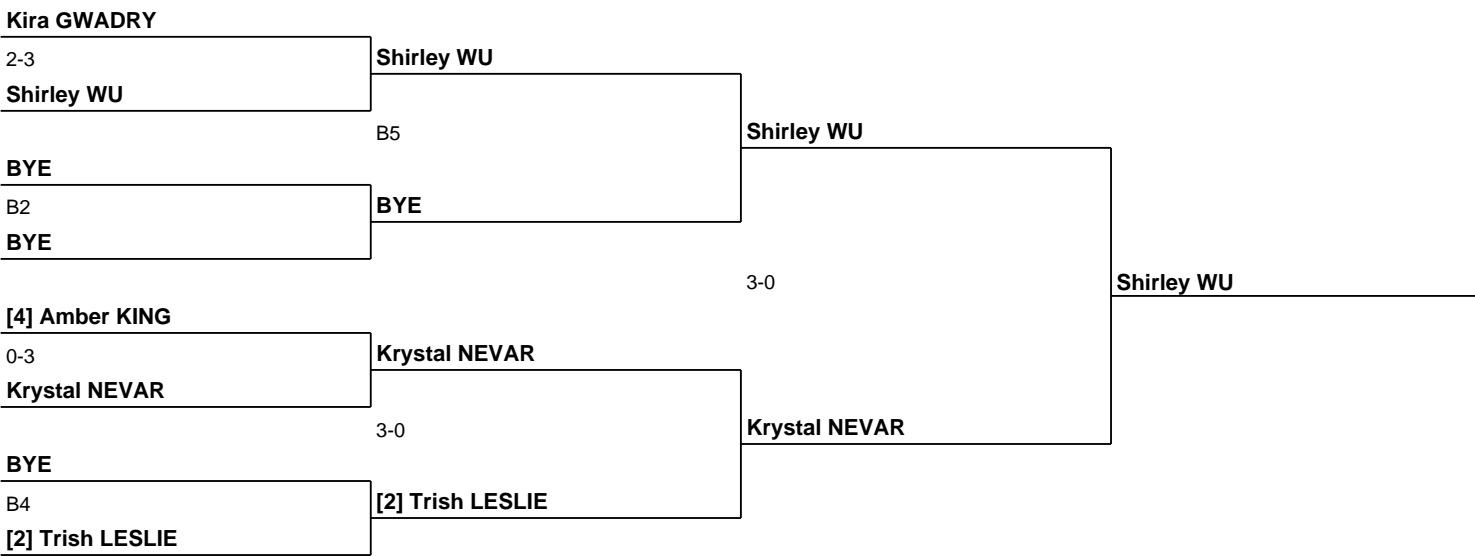 Kira GWADRY
2-3
Shirley WU
Shirley WU
B5
Shirley WU
BYE
B2
BYE
BYE
3-0
Shirley WU
[4] Amber KING
0-3
Krystal NEVAR
Krystal NEVAR
3-0
Krystal NEVAR
BYE
B4
[2] Trish LESLIE
[2] Trish LESLIE